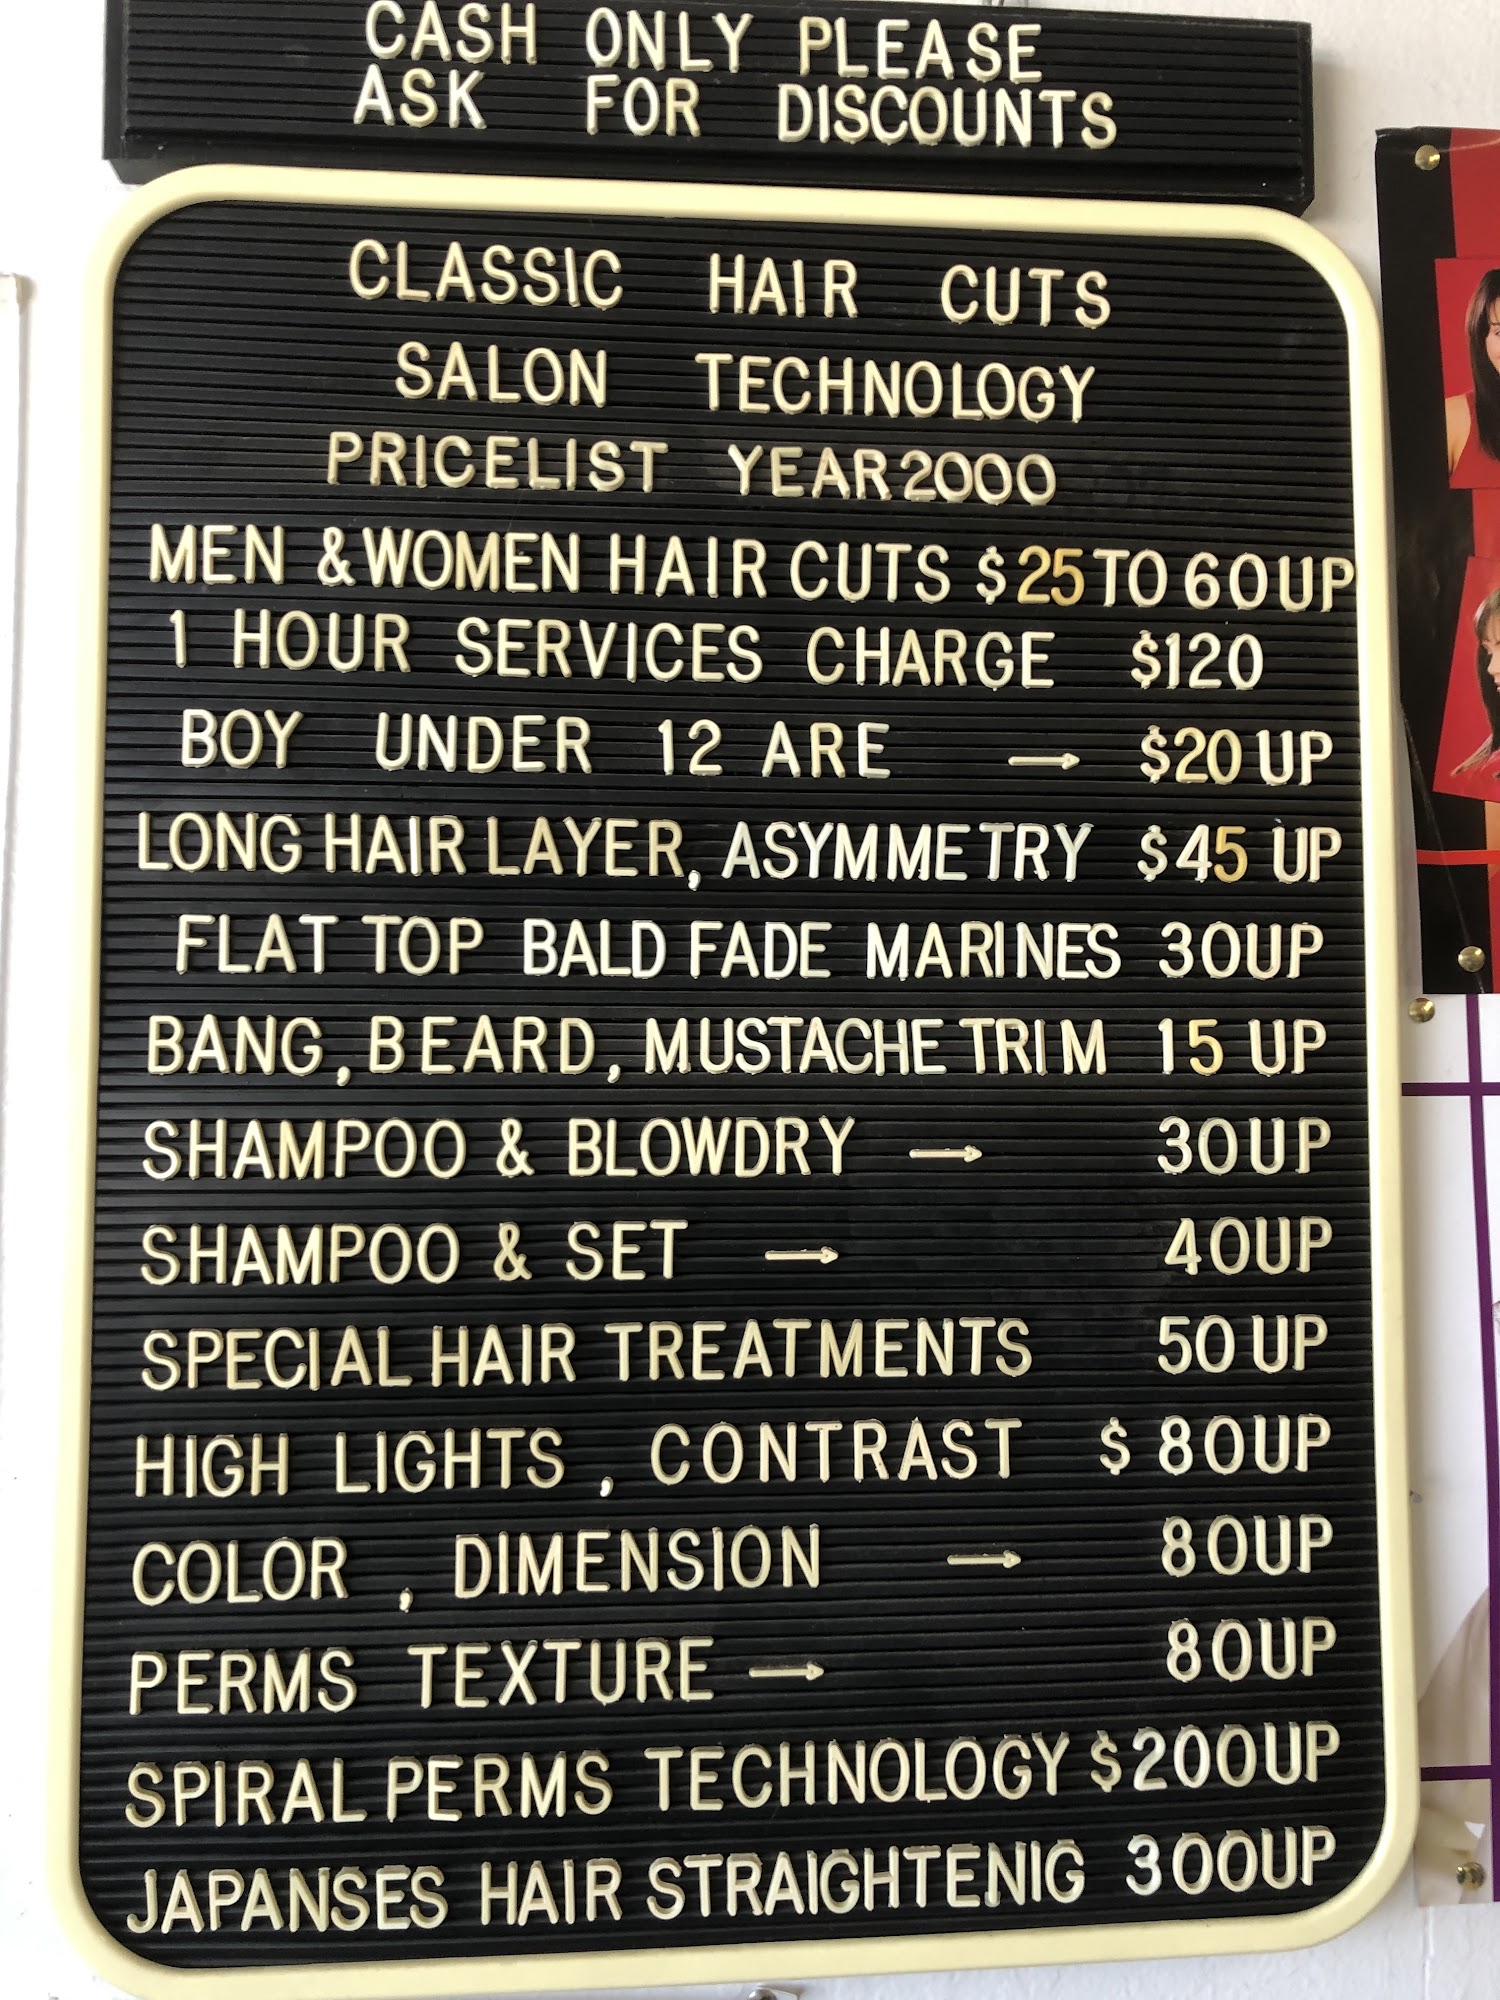 CASH ONLY PLEASE
ASK FOR DISCOUNTS
CLASSIC HAIR CUTS
SALON TECHNOLOGY
PRICELIST YEAR2000
MEN &WOMEN HAIR CUTS $25TO 60UP
1 HOUR SERVICES CHARGE $120
BOY UNDER 12 ARE → $20 UP
LONG HAIR LAYER, ASYMMETRY $45 UP
FLAT TOP BALD FADE MARINES 30UP
BANG, BEARD, MUSTACHE TRIM 15 UP
SHAMPOO & BLOWDRY → 30UP
SHAMPOO & SET → 40UP
SPECIAL HAIR TREATMENTS 50 UP
HIGH LIGHTS , CONTRAST $ 80UP
COLOR , DIMENSION → 80UP
PERMS TEXTURE → 80UP
SPIRAL PERMS TECHNOLOGY $200UP
JAPANSES HAIR STRAIGHTENIG 300UP